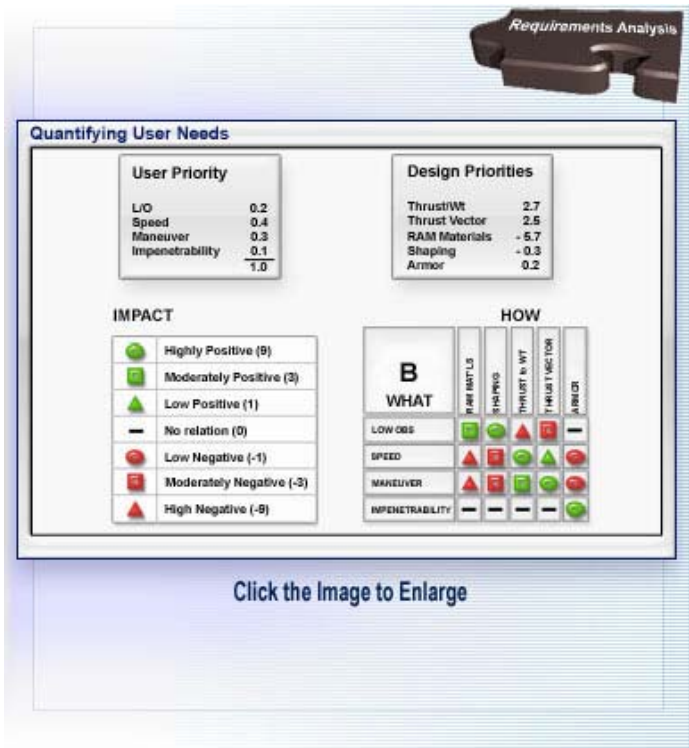 Requirements Analysis
Quantifying User Needs
User Priority
L/O 0.2
Speed 0.4
Maneuver 0.3
Impenetrability 0.1
1.0
Design Priorities
Thrust/Wt 2.7
Thrust Vector 2.5
RAM Materials - 5.7
Shaping - 0.3
Armor 0.2
IMPACT
Highly Positive (9)
Moderately Positive (3)
Low Positive (1)
No relation (0)
Low Negative (-1)
Moderately Negative (-3)
High Negative (-9)
HOW
B
WHAT
RAM MAT'LS
SHAPING
THRUST to WT
THRUST VECTOR
ARMOR
LOW OBS
SPEED
MANEUVER
IMPENETRABILITY
Click the Image to Enlarge